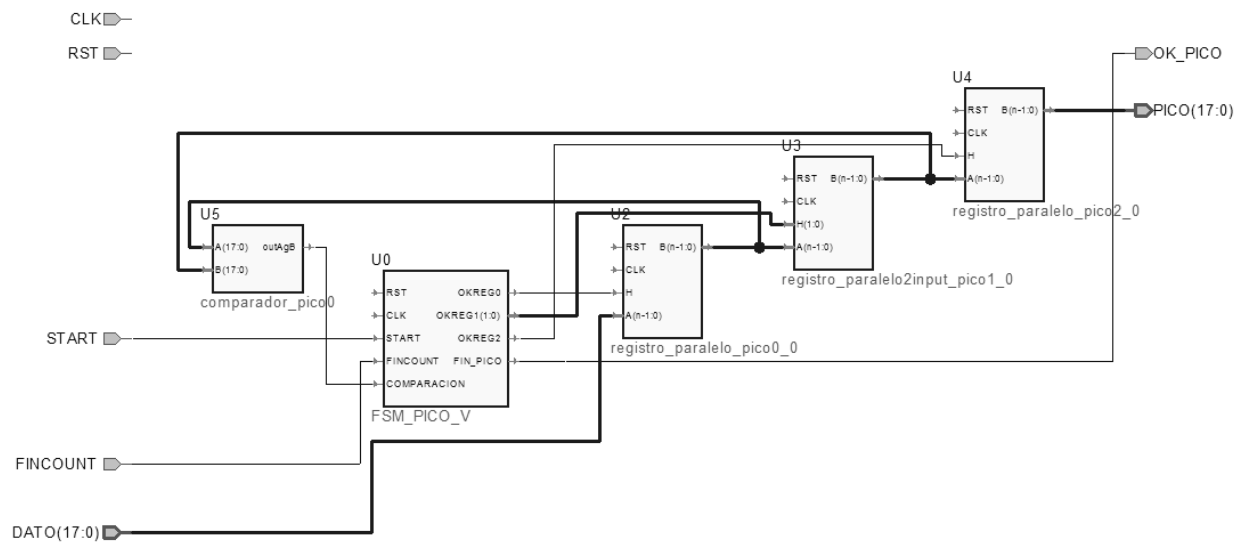 CLK
RST
OK_PICO
U4
RST B(n-1:0)
PICO(17:0)
CLK
H
A(n-1:0)
registro_paralelo_pico2_0
U3
RST B(n-1:0)
CLK
H(1:0)
A(n-1:0)
registro_paralelo2input_pico1_0
U2
RST B(n-1:0)
CLK
H
A(n-1:0)
registro_paralelo_pico0_0
U5
A(17:0) outAgB
B(17:0)
comparador_pico0
U0
RST OKREG0
CLK OKREG1(1:0)
START OKREG2
FINCOUNT FIN_PICO
COMPARACION
FSM_PICO_V
START
FINCOUNT
DATO(17:0)